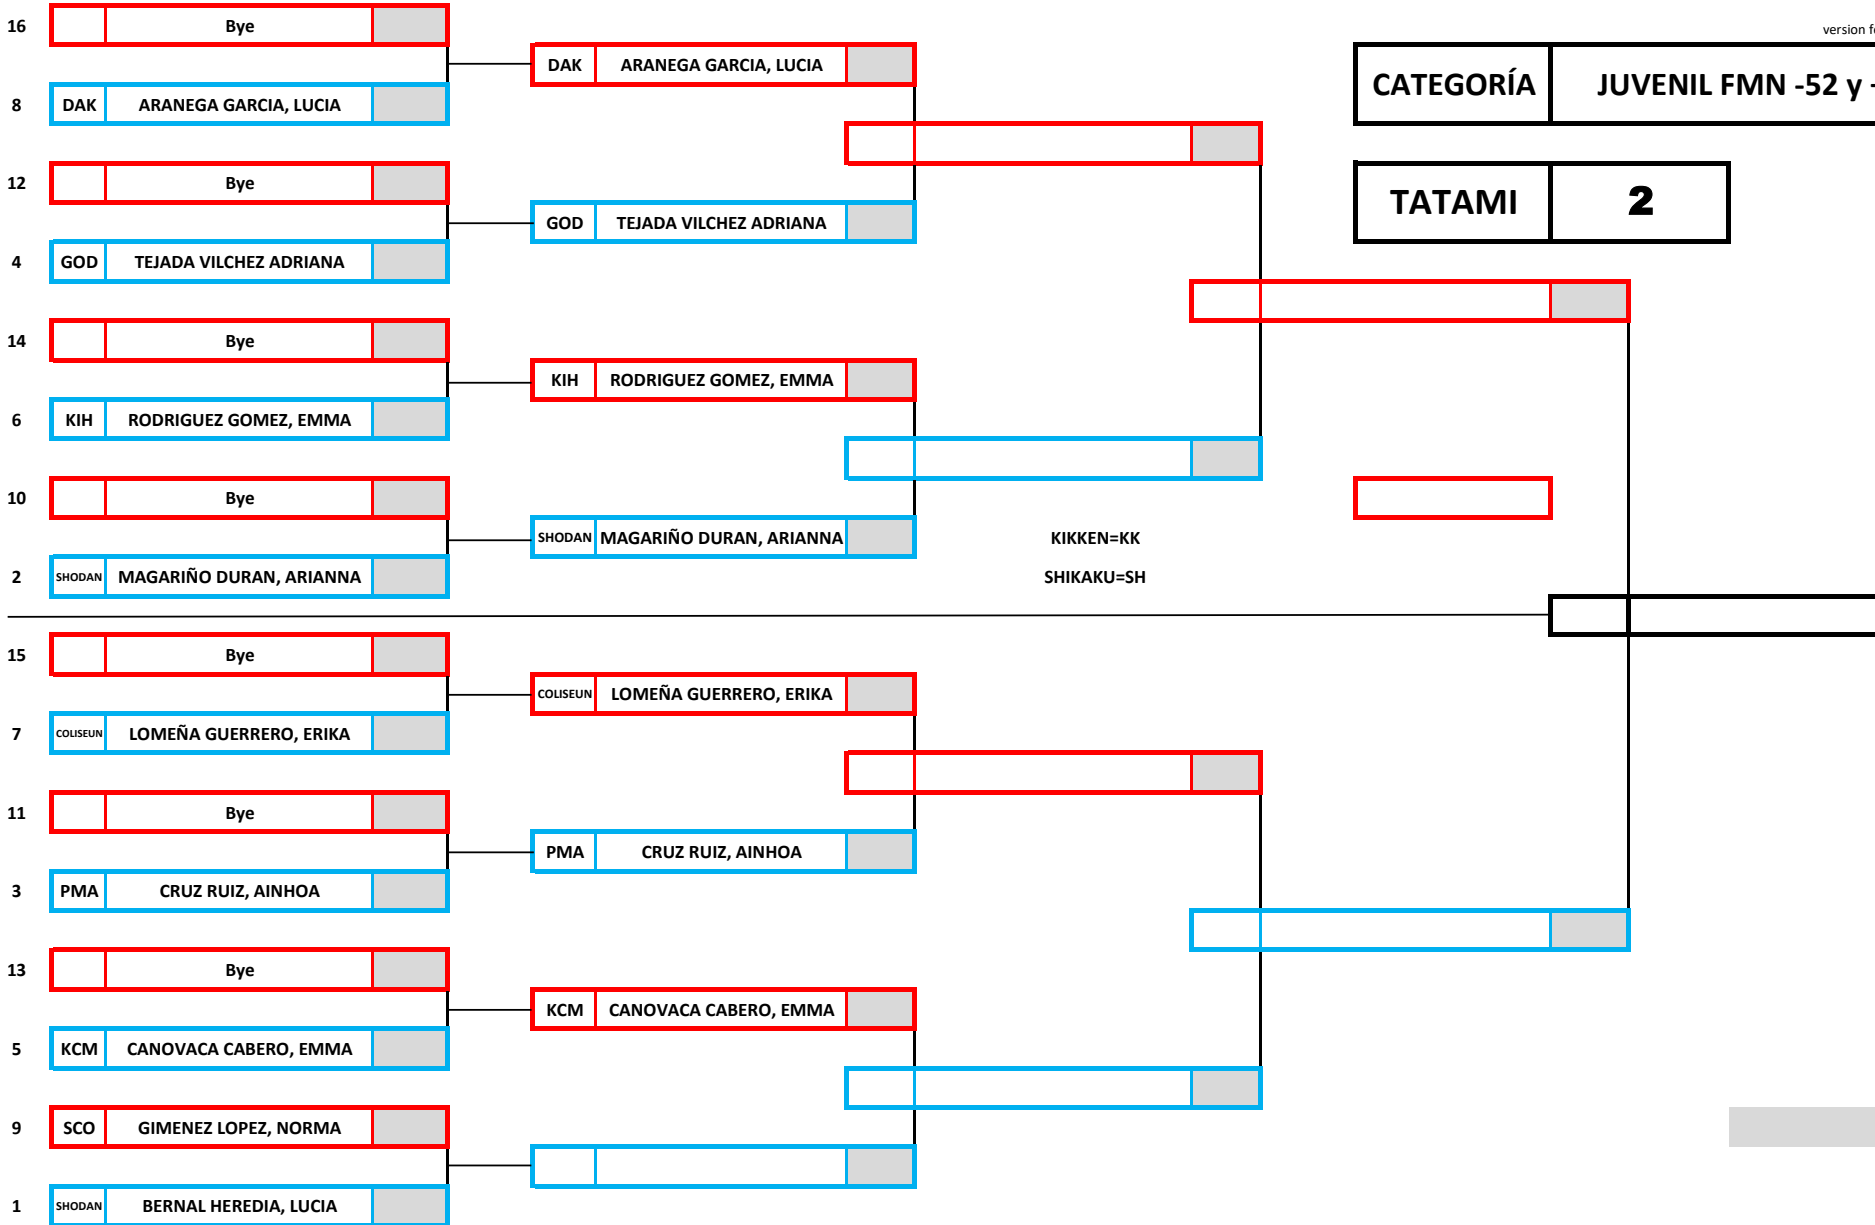 16 Bye
version f
DAK ARANEGA GARCIA, LUCIA
CATEGORÍA JUVENIL FMN -52 y -
8 DAK ARANEGA GARCIA, LUCIA
12 Bye
TATAMI 2
GOD TEJADA VILCHEZ ADRIANA
4 GOD TEJADA VILCHEZ ADRIANA
14 Bye
KIH RODRIGUEZ GOMEZ, EMMA
6 KIH RODRIGUEZ GOMEZ, EMMA
10 Bye
SHODAN MAGARIÑO DURAN, ARIANNA KIKKEN=KK
2 SHODAN MAGARIÑO DURAN, ARIANNA SHIKAKU=SH
15 Bye
COLISEUN LOMEÑA GUERRERO, ERIKA
7 COLISEUN LOMEÑA GUERRERO, ERIKA
11 Bye
PMA CRUZ RUIZ, AINHOA
3 PMA CRUZ RUIZ, AINHOA
13 Bye
KCM CANOVACA CABERO, EMMA
5 KCM CANOVACA CABERO, EMMA
9 SCO GIMENEZ LOPEZ, NORMA
1 SHODAN BERNAL HEREDIA, LUCIA